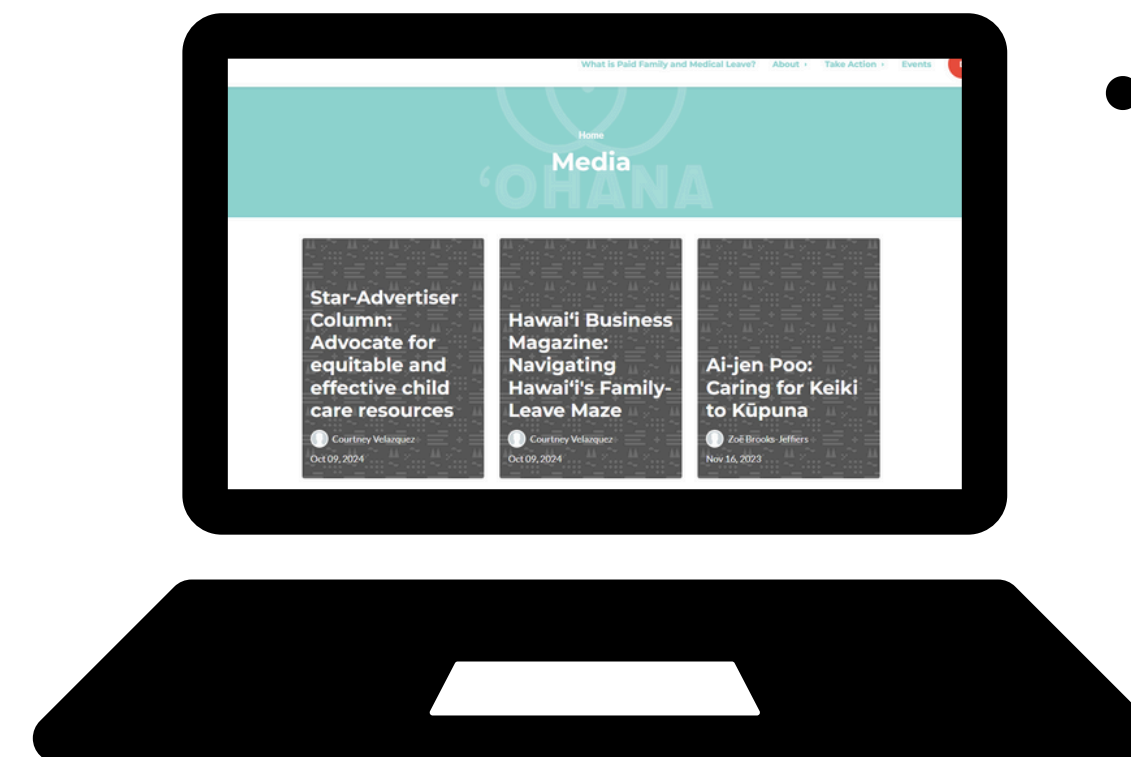 What is Paid Family and Medical Leave? About Take Action Events
Home
Media
ʻOHANA
Star-Advertiser
Column:
Advocate for
equitable and
effective child
care resources
Courtney Velazquez
Oct 09, 2024
Hawaiʻi Business
Magazine:
Navigating
Hawaiʻi's Family-
Leave Maze
Courtney Velazquez
Oct 09, 2024
Ai-jen Poo:
Caring for Keiki
to Kūpuna
Zoë Brooks-Jeffiers
Nov 16, 2023